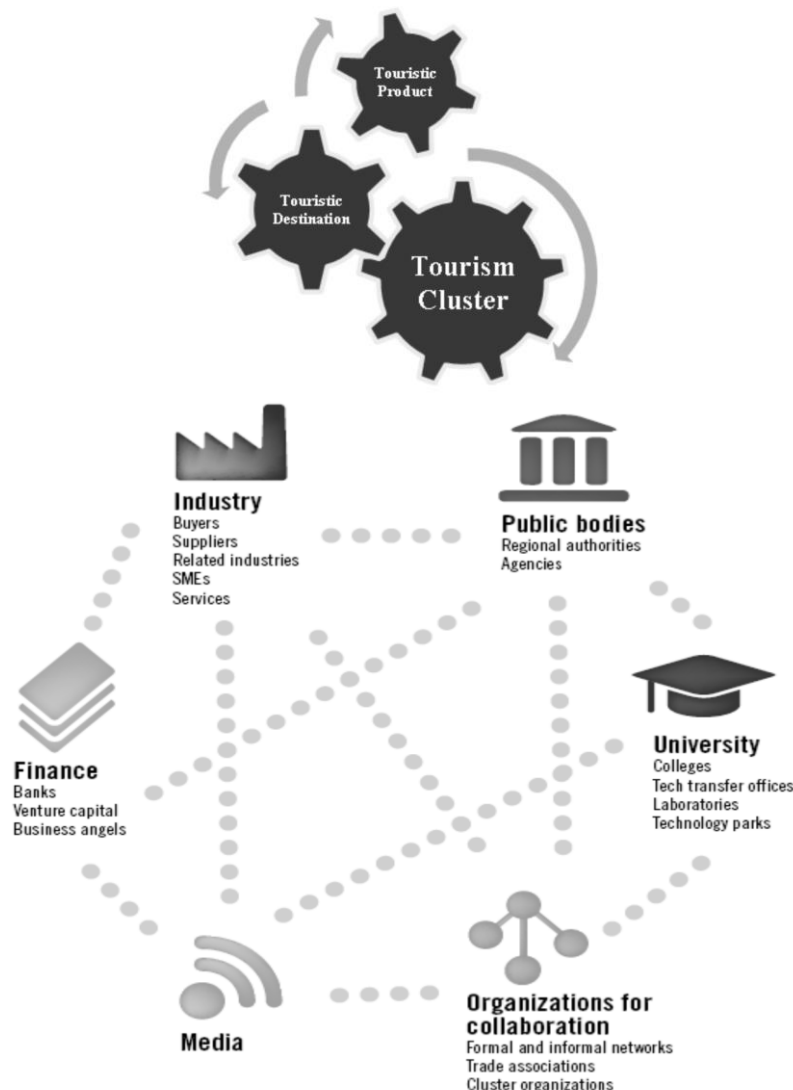 Touristic
Product
Touristic
Destination
Tourism
Cluster
Industry
Buyers
Suppliers
Related industries
SMEs
Services
Public bodies
Regional authorities
Agencies
Finance
Banks
Venture capital
Business angels
University
Colleges
Tech transfer offices
Laboratories
Technology parks
Media
Organizations for
collaboration
Formal and informal networks
Trade associations
Cluster organizations